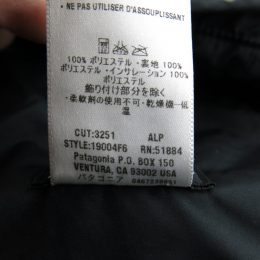 • NE PAS UTILISER D'ASSOUPLISSANT
100% ポリエステル・裏地 100%
ポリエステル・インサレーション 100%
ポリエステル
飾り付け部分を除く
・柔軟剤の使用不可・乾燥機一低
温
CUT:3251 ALP
STYLE:19004F6 RN:51884
Patagonia P.O. BOX 150
VENTURA, CA 93002 USA
パタゴニア